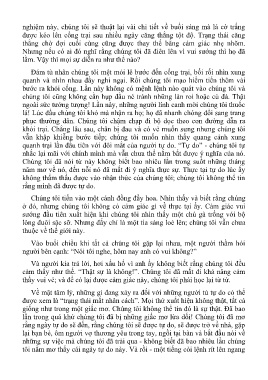 nghiệm này, chúng tôi sẽ thuật lại vài chi tiết về buổi sáng mà lá cờ trắng
được kéo lên cổng trại sau nhiều ngày căng thẳng tột độ. Trạng thái căng
thẳng chờ đợi cuối cùng cũng được thay thế bằng cảm giác nhẹ nhõm.
Nhưng nếu có ai đó nghĩ rằng chúng tôi đã điên lên vì vui sướng thì họ đã
lầm. Vậy thì mọi sự diễn ra như thế nào?
Đám tù nhân chúng tôi mệt mỏi lê bước đến cổng trại, bối rối nhìn xung
quanh và nhìn nhau đầy nghi ngại. Rồi chúng tôi mạo hiểm tiến thêm vài
bước ra khỏi cổng. Lần này không có mệnh lệnh nào quát vào chúng tôi và
chúng tôi cũng không cần hụp đầu né tránh những lằn roi hoặc cú đá. Thật
ngoài sức tưởng tượng! Lần này, những người lính canh mời chúng tôi thuốc
lá! Lúc đầu chúng tôi khó mà nhận ra họ; họ đã nhanh chóng đổi sang trang
phục thường dân. Chúng tôi chậm chạp đi bộ dọc theo con đường dẫn ra
khỏi trại. Chẳng lâu sau, chân bị đau và có vẻ muốn sưng nhưng chúng tôi
vẫn khập khiễng bước tiếp; chúng tôi muốn nhìn thấy quang cảnh xung
quanh trại lần đầu tiên với đôi mắt của người tự do. "Tự do" - chúng tôi tự
nhắc lại mãi với chính mình mà vẫn chưa thể nắm bắt được ý nghĩa của nó.
Chúng tôi đã nói từ này không biết bao nhiêu lần trong suốt những tháng
năm mơ về nó, đến nỗi nó đã mất đi ý nghĩa thực sự. Thực tại tự do lúc ấy
không thấm thấu được vào nhận thức của chúng tôi; chúng tôi không thể tin
rằng mình đã được tự do.
Chúng tôi tiến vào một cánh đồng đầy hoa. Nhìn thấy và biết rằng chúng
ở đó, nhưng chúng tôi không có cảm giác gì về thực tại ấy. Cảm giác vui
sướng đầu tiên xuất hiện khi chúng tôi nhìn thấy một chú gà trống với bộ
lông đuôi sặc sỡ. Nhưng đây chỉ là một tia sáng loé lên; chúng tôi vẫn chưa
thuộc về thế giới này.
Vào buổi chiều khi tất cả chúng tôi gặp lại nhau, một người thầm hỏi
người bên cạnh: "Nói tôi nghe, hôm nay anh có vui không?"
Và người kia trả lời, hơi xấu hổ vì anh ấy không biết rằng chúng tôi đều
cảm thấy như thế. "Thật sự là không!". Chúng tôi đã mất đi khả năng cảm
thấy vui vẻ; và để có lại được cảm giác này, chúng tôi phải học lại từ từ.
Về mặt tâm lý, những gì đang xảy ra đối với những người tù tự do có thể
được xem là "trạng thái mất nhân cách". Mọi thứ xuất hiện không thật, tất cả
giống như trong một giấc mơ. Chúng tôi không thể tin đó là sự thật. Đã bao
lần trong quá khứ chúng tôi đã bị những giấc mơ lừa dối! Chúng tôi đã mơ
rằng ngày tự do sẽ đến, rằng chúng tôi sẽ được tự do, sẽ được trở về nhà, gặp
lại bạn bè, ôm người vợ thương yêu trong tay, ngồi tại bàn và bắt đầu nói về
những sự việc mà chúng tôi đã trải qua - không biết đã bao nhiêu lần chúng
tôi nằm mơ thấy cái ngày tự do này. Và rồi - một tiếng còi lệnh rít lên ngang